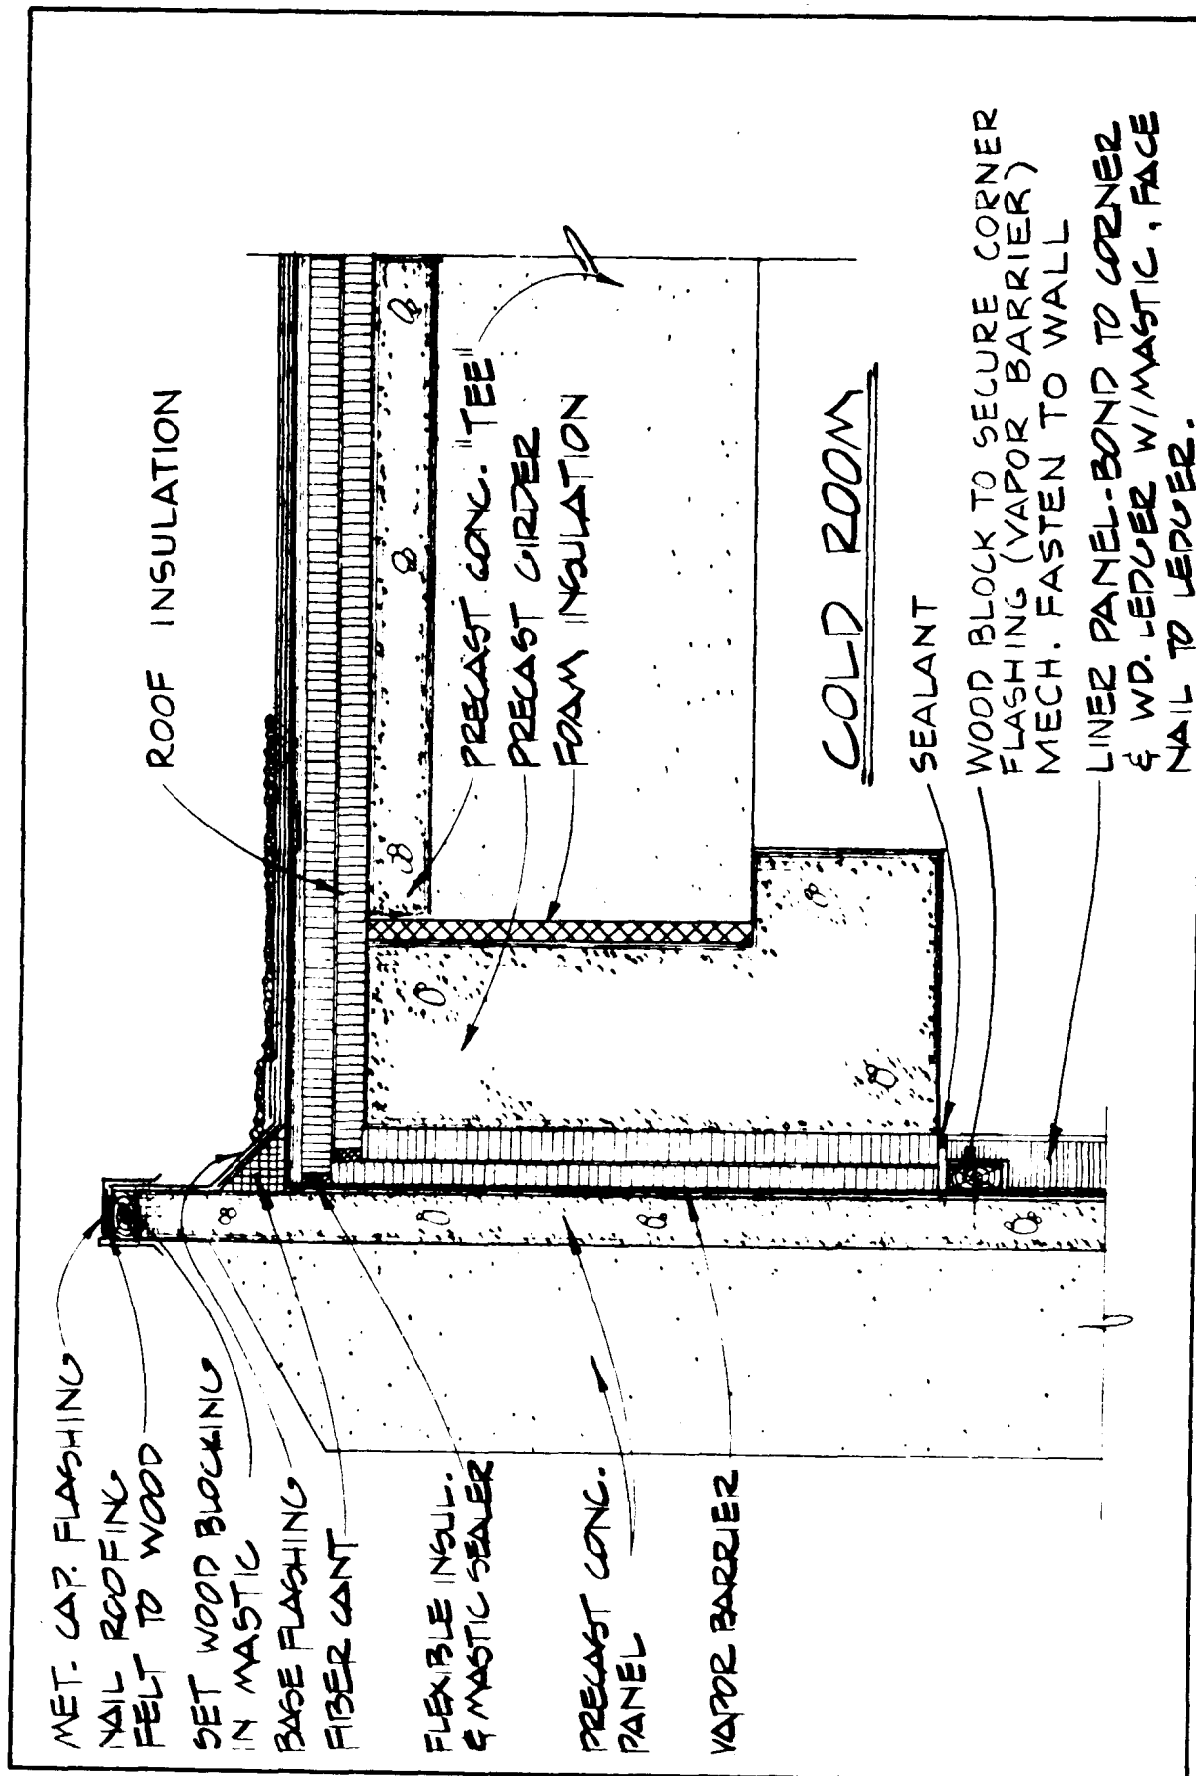 MET. CAP. FLASHING
NAIL ROOFING
FELT TO WOOD
SET WOOD BLOCKING
IN MASTIC
BASE FLASHING
FIBER CANT
FLEXIBLE INSUL.
& MASTIC SEALER
PRECAST CONC.
PANEL
VAPOR BARRIER
ROOF INSULATION
PRECAST CONC. "TEE"
PRECAST GIRDER
FOAM INSULATION
COLD ROOM
SEALANT
WOOD BLOCK TO SECURE CORNER
FLASHING (VAPOR BARRIER)
MECH. FASTEN TO WALL
LINER PANEL-BOND TO CORNER
& WD. LEDGER W/MASTIC, FACE
NAIL TO LEDGER.